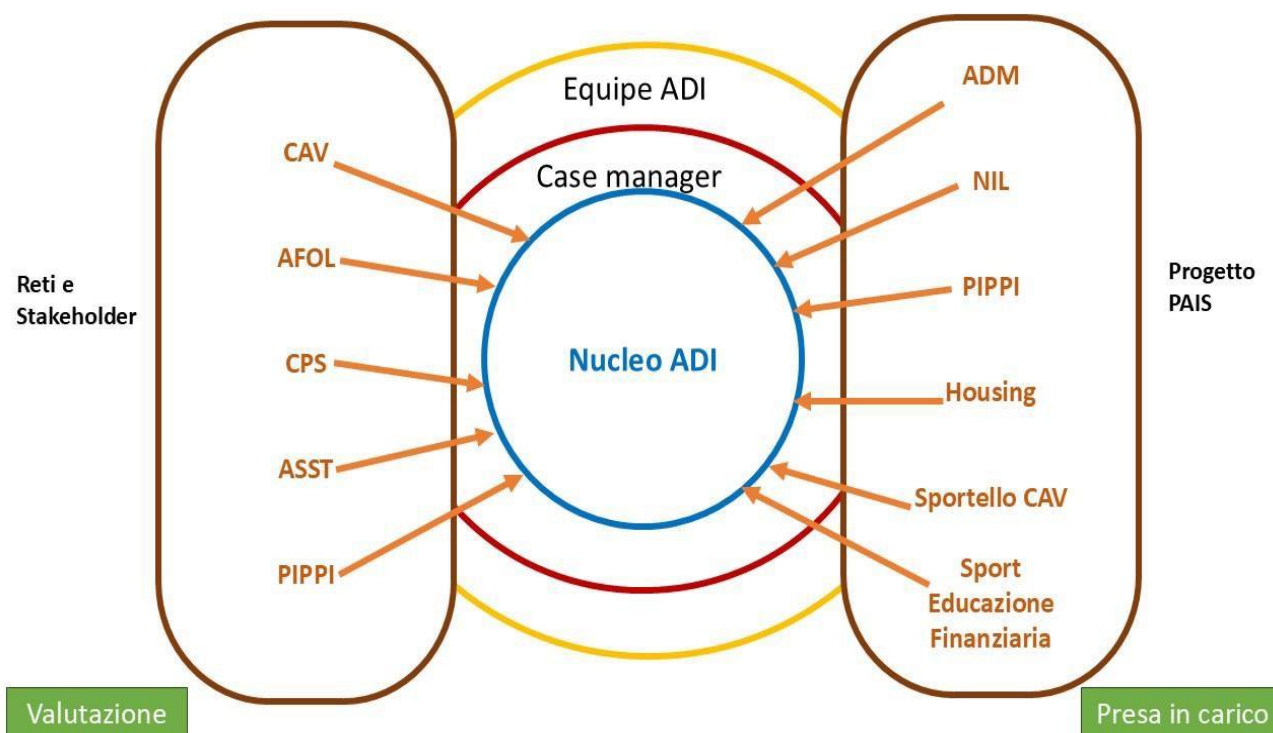 Equipe ADI
Case manager
Nucleo ADI
Reti e
Stakeholder
CAV
AFOL
CPS
ASST
PIPPI
ADM
NIL
PIPPI
Housing
Sportello CAV
Sport
Educazione
Finanziaria
Progetto
PAIS
Valutazione
Presa in carico